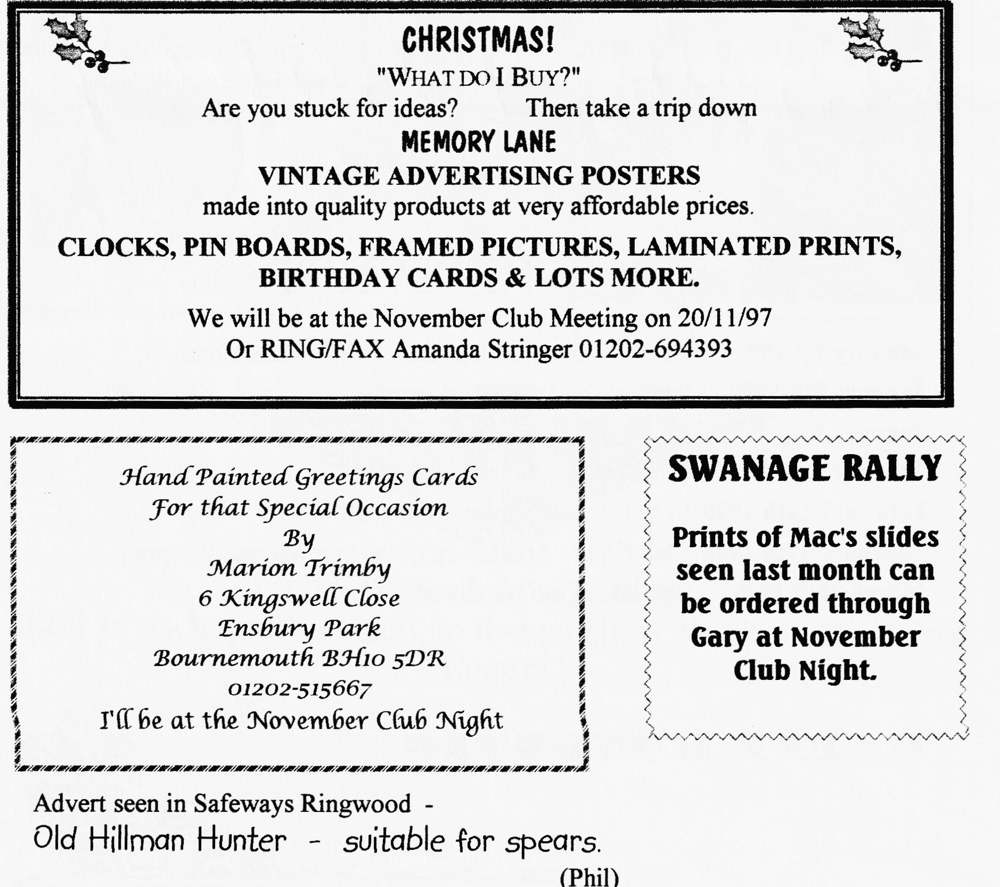 CHRISTMAS!
"WHAT DO I BUY?"
Are you stuck for ideas? Then take a trip down
MEMORY LANE
VINTAGE ADVERTISING POSTERS
made into quality products at very affordable prices.
CLOCKS, PIN BOARDS, FRAMED PICTURES, LAMINATED PRINTS,
BIRTHDAY CARDS & LOTS MORE.
We will be at the November Club Meeting on 20/11/97
Or RING/FAX Amanda Stringer 01202-694393
Hand Painted Greetings Cards
For that Special Occasion
By
Marion Trimby
6 Kingswell Close
Ensbury Park
Bournemouth BH10 5DR
01202-515667
I'll be at the November Club Night
SWANAGE RALLY
Prints of Mac's slides
seen last month can
be ordered through
Gary at November
Club Night.
Advert seen in Safeways Ringwood -
Old Hillman Hunter - suitable for spears.
(Phil)